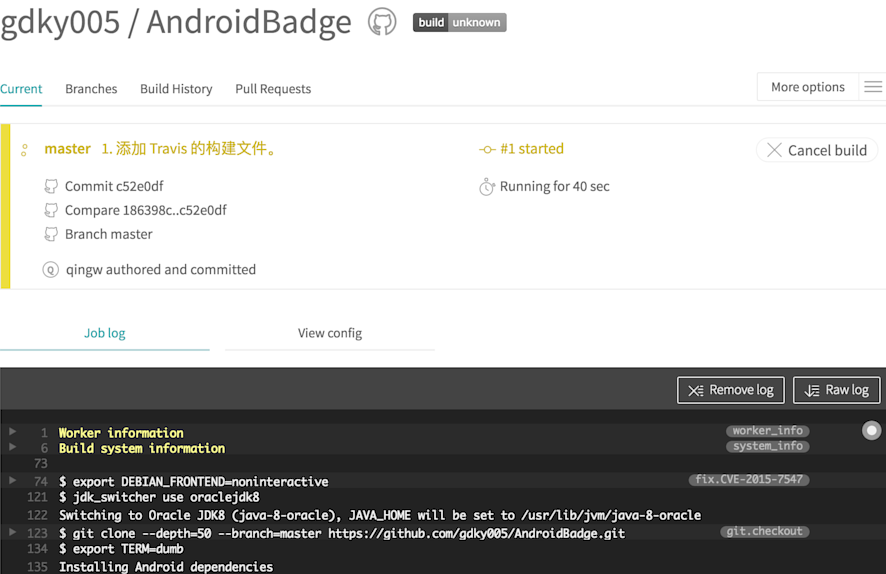 gdky005 / AndroidBadge build unknown
Current Branches Build History Pull Requests More options
master 1. 添加 Travis 的构建文件。 #1 started Cancel build
Commit c52e0df Running for 40 sec
Compare 186398c..c52e0df
Branch master
Q qingw authored and committed
Job log View config
Remove log Raw log
1 Worker information worker_info
6 Build system information system_info
73
74 $ export DEBIAN_FRONTEND=noninteractive fix.CVE-2015-7547
121 $ jdk_switcher use oraclejdk8
122 Switching to Oracle JDK8 (java-8-oracle), JAVA_HOME will be set to /usr/lib/jvm/java-8-oracle
123 $ git clone --depth=50 --branch=master https://github.com/gdky005/AndroidBadge.git git.checkout
134 $ export TERM=dumb
135 Installing Android dependencies